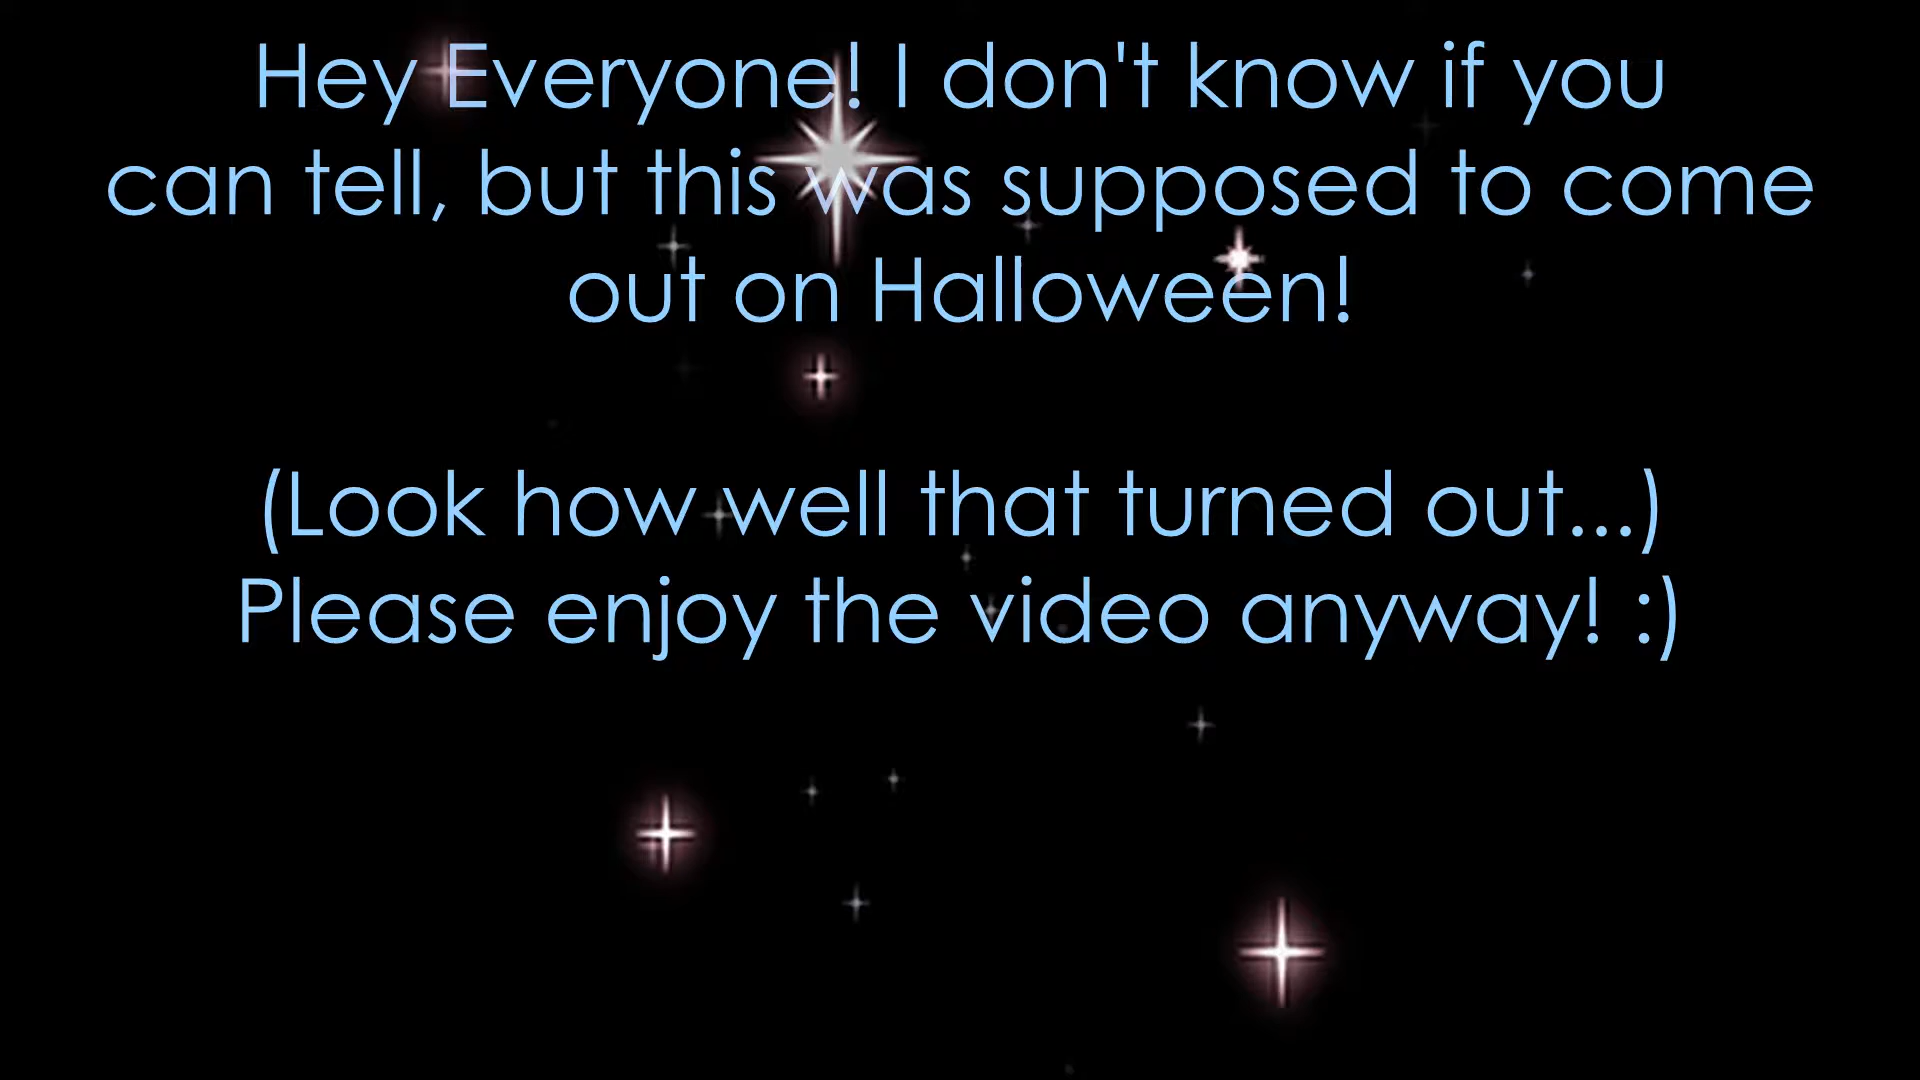 Hey Everyone! I don't know if you
can tell, but this was supposed to come
out on Halloween!
(Look how well that turned out...)
Please enjoy the video anyway! :)